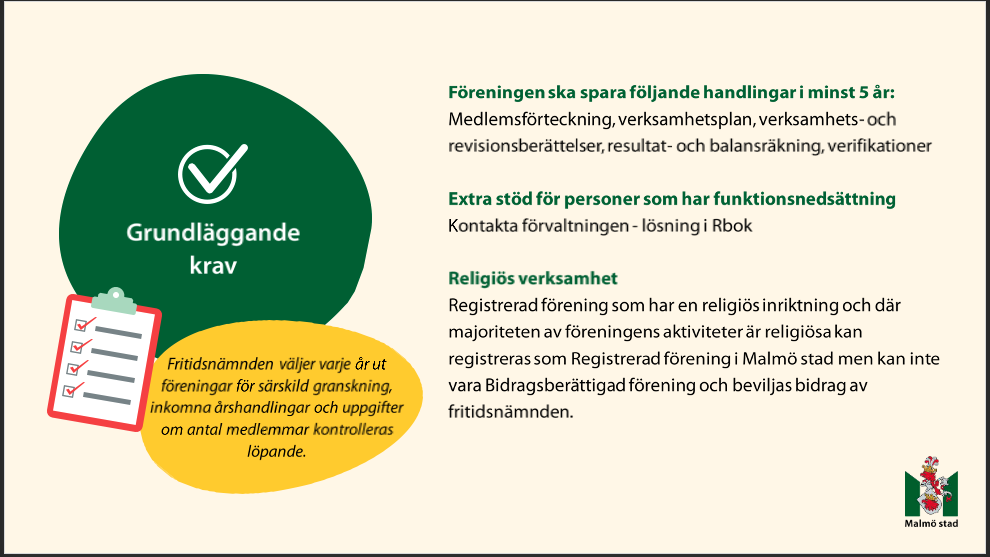 Grundläggande
krav
Fritidsnämnden väljer varje år ut
föreningar för särskild granskning,
inkomna årshandlingar och uppgifter
om antal medlemmar kontrolleras
löpande.
Föreningen ska spara följande handlingar i minst 5 år:
Medlemsförteckning, verksamhetsplan, verksamhets- och
revisionsberättelser, resultat- och balansräkning, verifikationer
Extra stöd för personer som har funktionsnedsättning
Kontakta förvaltningen - lösning i Rbok
Religiös verksamhet
Registrerad förening som har en religiös inriktning och där
majoriteten av föreningens aktiviteter är religiösa kan
registreras som Registrerad förening i Malmö stad men kan inte
vara Bidragsberättigad förening och beviljas bidrag av
fritidsnämnden.
Malmö stad